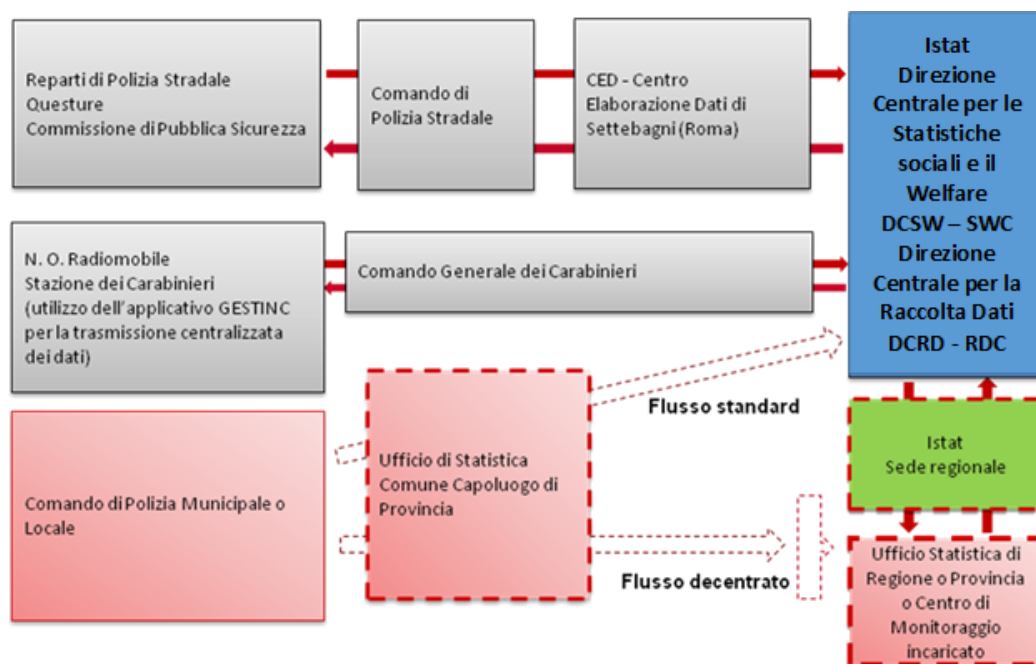 Reparti di Polizia Stradale
Questure
Commissione di Pubblica Sicurezza
Comando di
Polizia Stradale
CED - Centro
Elaborazione Dati di
Settebagni (Roma)
Istat
Direzione
Centrale per le
Statistiche
sociali e il
Welfare
DCSW – SWC
Direzione
Centrale per la
Raccolta Dati
DCRD - RDC
N. O. Radiomobile
Stazione dei Carabinieri
(utilizzo dell'applicativo GESTINC
per la trasmissione centralizzata
dei dati)
Comando Generale dei Carabinieri
Flusso standard
Comando di Polizia Municipale o
Locale
Ufficio di Statistica
Comune Capoluogo di
Provincia
Flusso decentrato
Istat
Sede regionale
Ufficio Statistica di
Regione o Provincia
o Centro di
Monitoraggio
incaricato